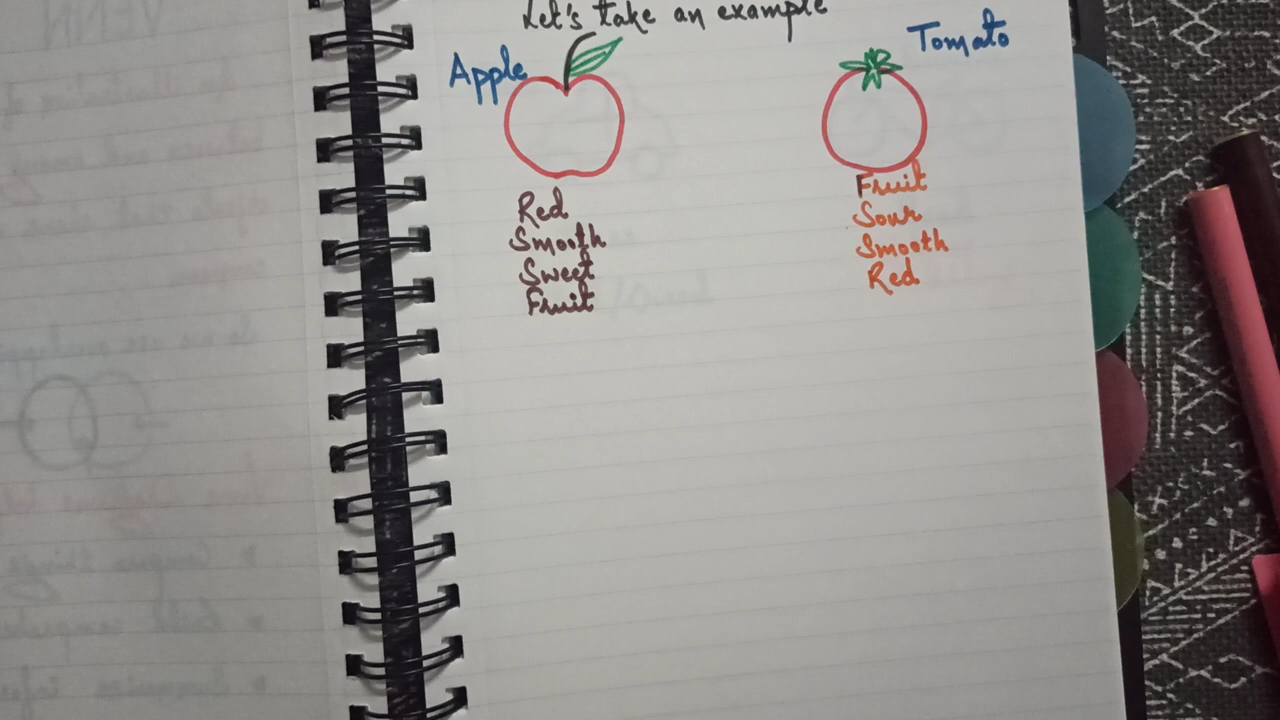 Let's take an example
Apple
Tomato
Red
Smooth
Sweet
Fruit
Fruit
Sour
Smooth
Red